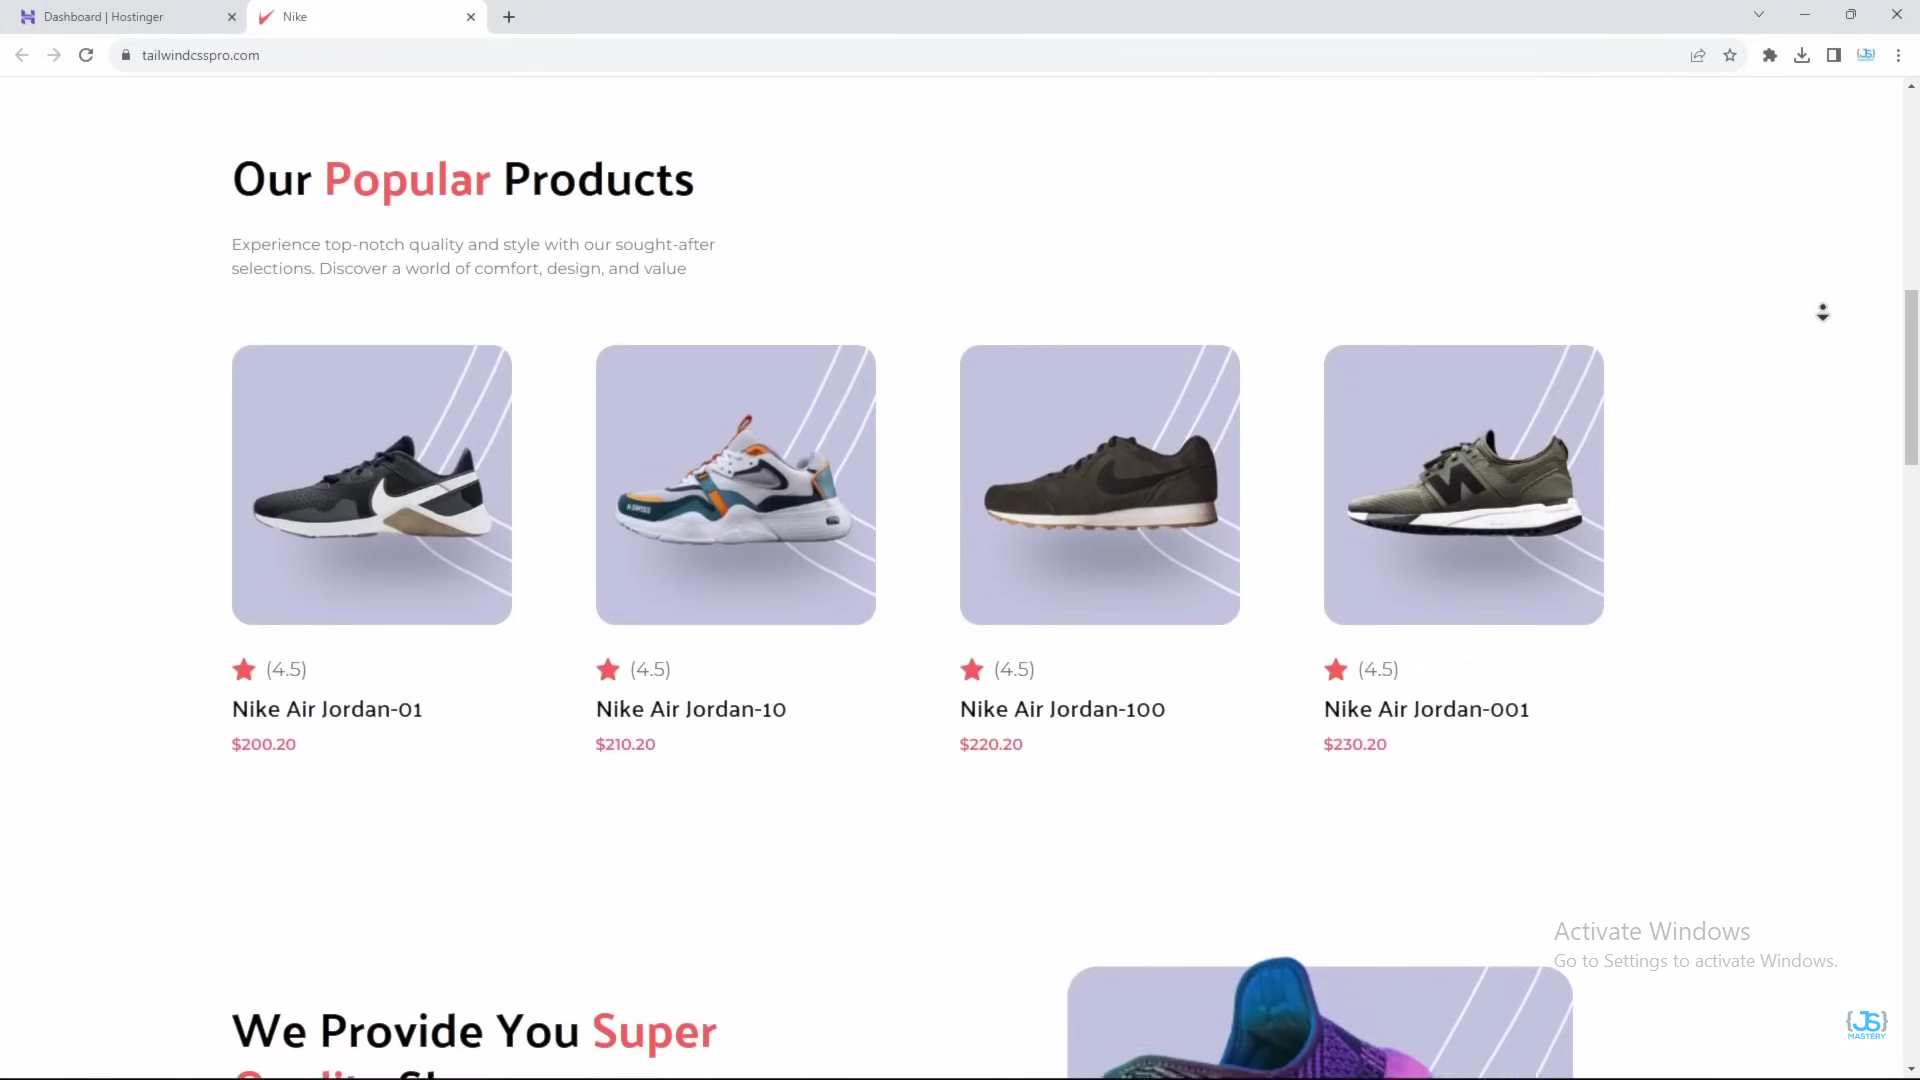 Dashboard | Hostinger
Nike
tailwindcsspro.com
Our Popular Products
Experience top-notch quality and style with our sought-after
selections. Discover a world of comfort, design, and value
K·SWISS
(4.5)
(4.5)
(4.5)
(4.5)
Nike Air Jordan-01
Nike Air Jordan-10
Nike Air Jordan-100
Nike Air Jordan-001
$200.20
$210.20
$220.20
$230.20
Activate Windows
Go to Settings to activate Windows.
We Provide You Super
{JS}
MASTERY